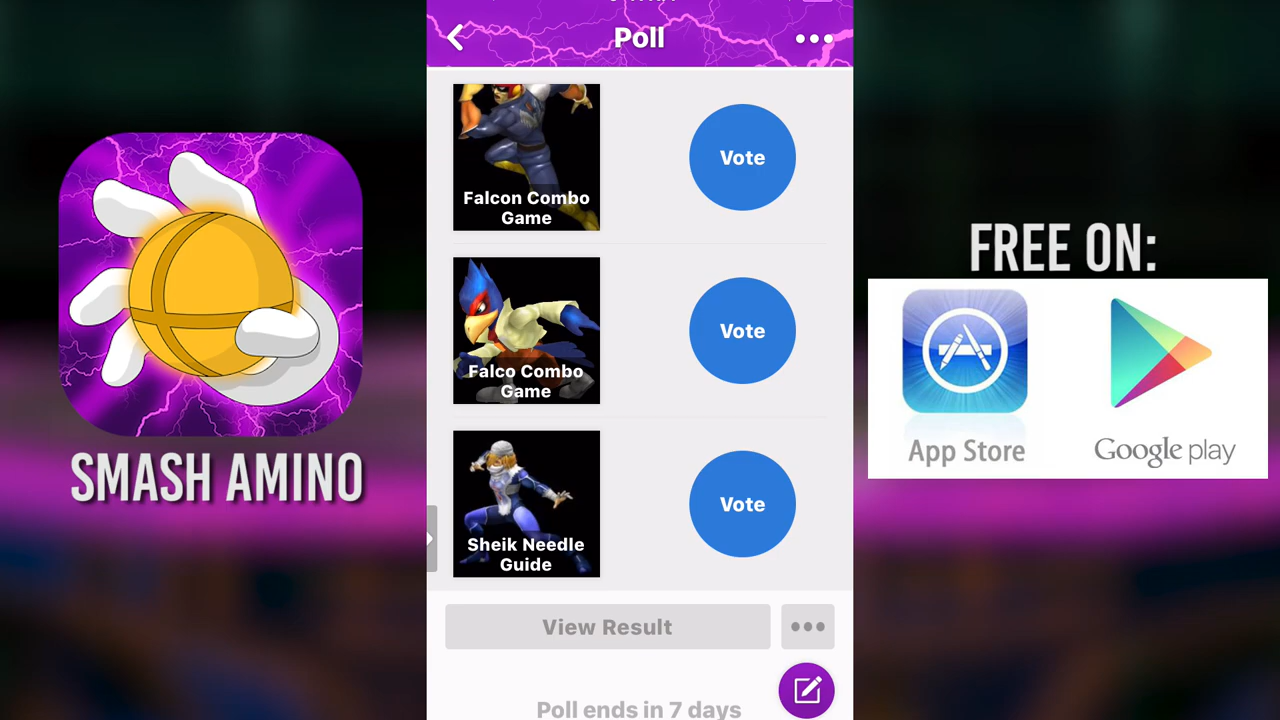 Poll
Falcon Combo
Game
Vote
Falco Combo
Game
Vote
Sheik Needle
Guide
Vote
View Result
Poll ends in 7 days
SMASH AMINO
FREE ON:
App Store
Google play